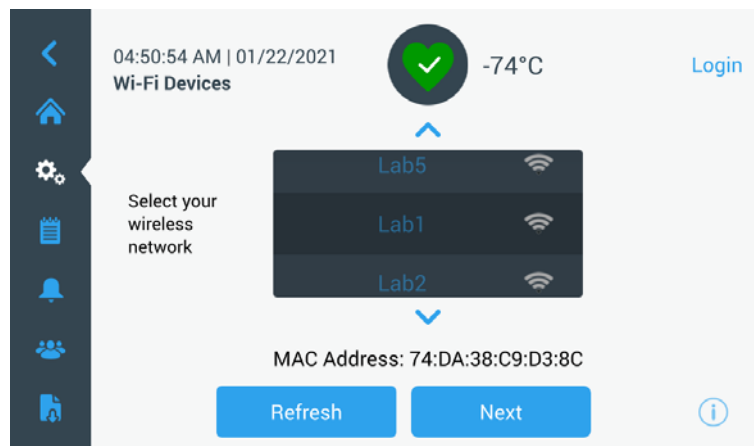 04:50:54 AM | 01/22/2021
Wi-Fi Devices
-74°C
Login
Lab5
Select your
wireless
network
Lab1
Lab2
MAC Address: 74:DA:38:C9:D3:8C
Refresh
Next